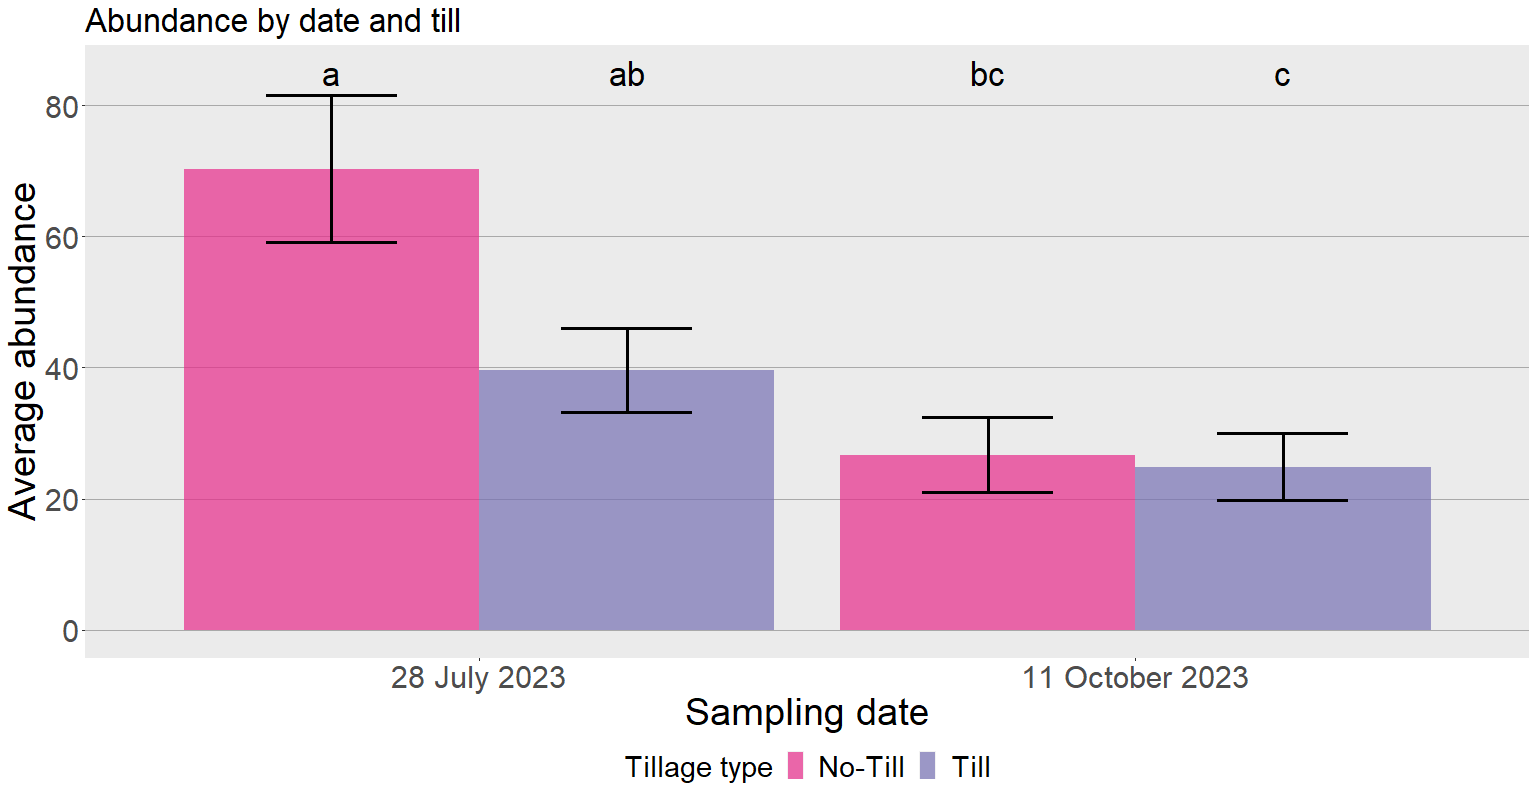 Abundance by date and till
a ab bc c
80
60
40
20
0
Average abundance
28 July 2023 11 October 2023
Sampling date
Tillage type No-Till Till